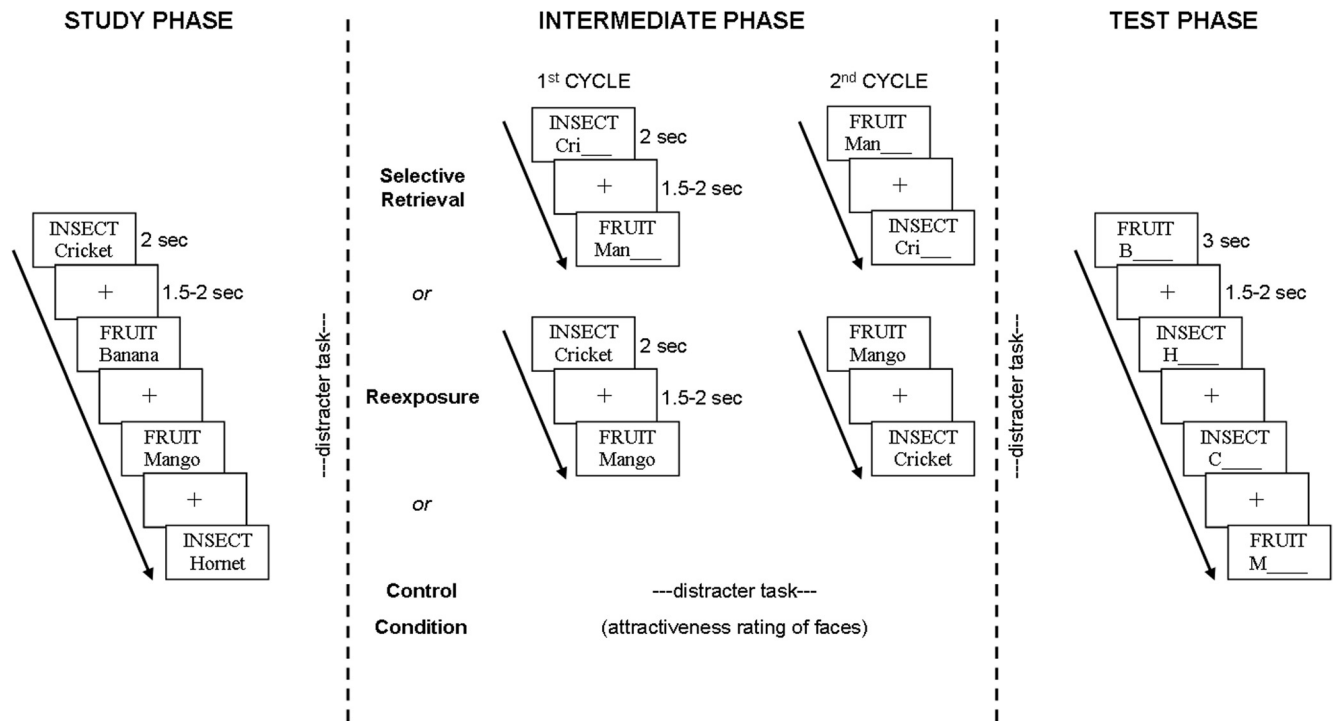 STUDY PHASE
INSECT
Cricket
2 sec
+
1.5-2 sec
FRUIT
Banana
+
FRUIT
Mango
+
INSECT
Hornet
---distracter task---
INTERMEDIATE PHASE
1st CYCLE
2nd CYCLE
Selective
Retrieval
INSECT
Cri___
2 sec
+
1.5-2 sec
FRUIT
Man___
FRUIT
Man___
+
INSECT
Cri___
or
Reexposure
INSECT
Cricket
2 sec
+
1.5-2 sec
FRUIT
Mango
FRUIT
Mango
+
INSECT
Cricket
or
Control
Condition
---distracter task---
(attractiveness rating of faces)
---distracter task---
TEST PHASE
FRUIT
B____
3 sec
+
1.5-2 sec
INSECT
H____
+
INSECT
C____
+
FRUIT
M____